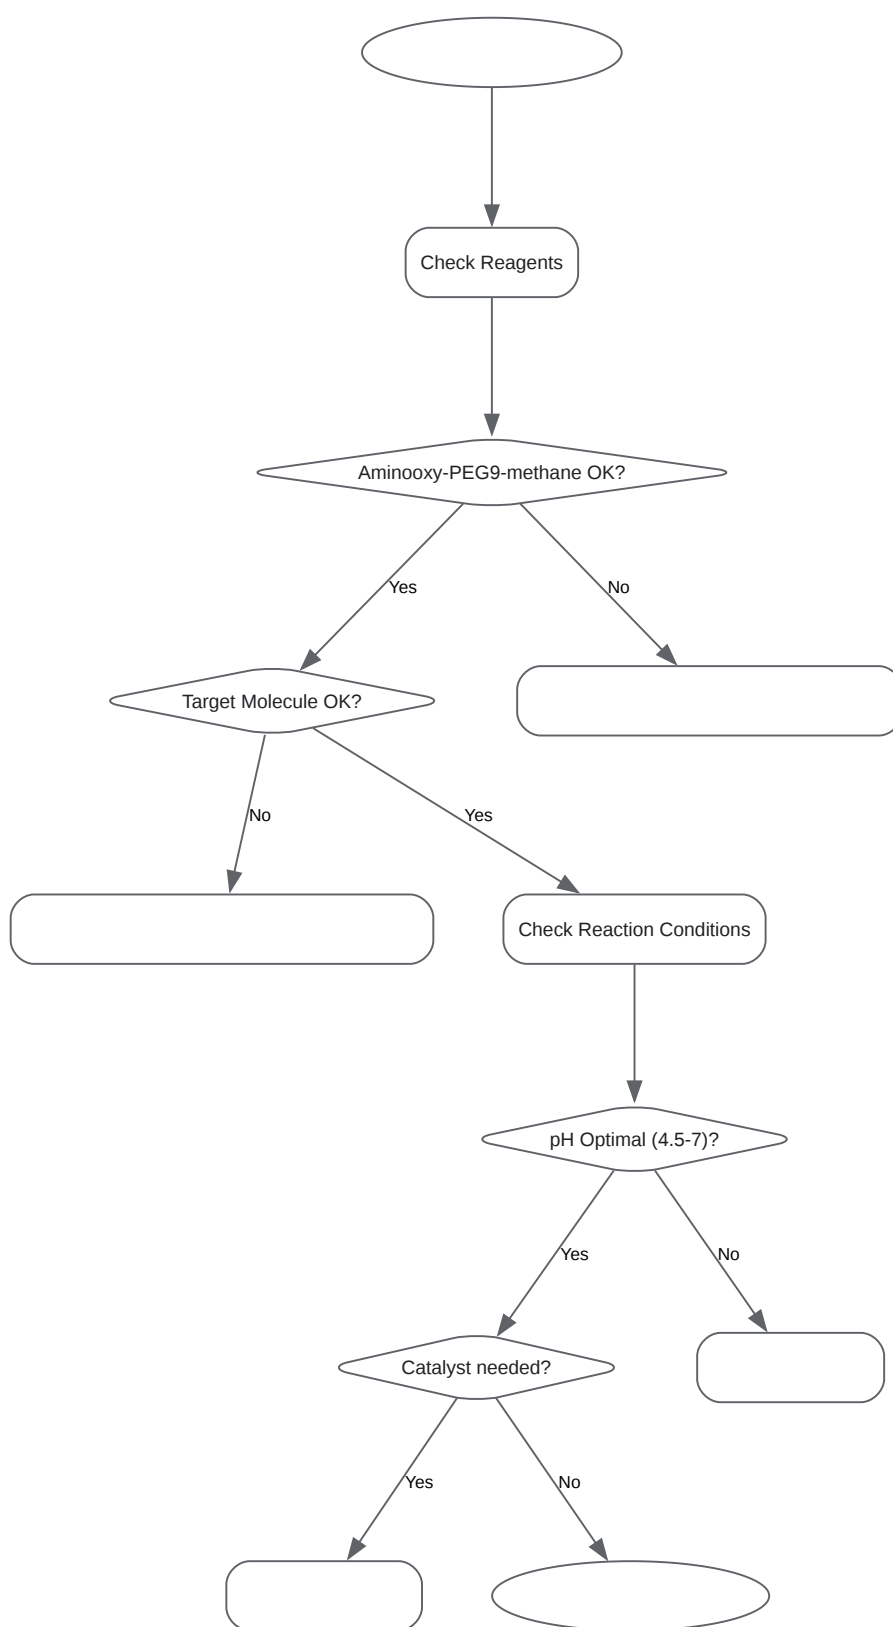 Check Reagents
Aminooxy-PEG9-methane OK?
Yes
No
Target Molecule OK?
No
Yes
Check Reaction Conditions
pH Optimal (4.5-7)?
Yes
No
Catalyst needed?
Yes
No